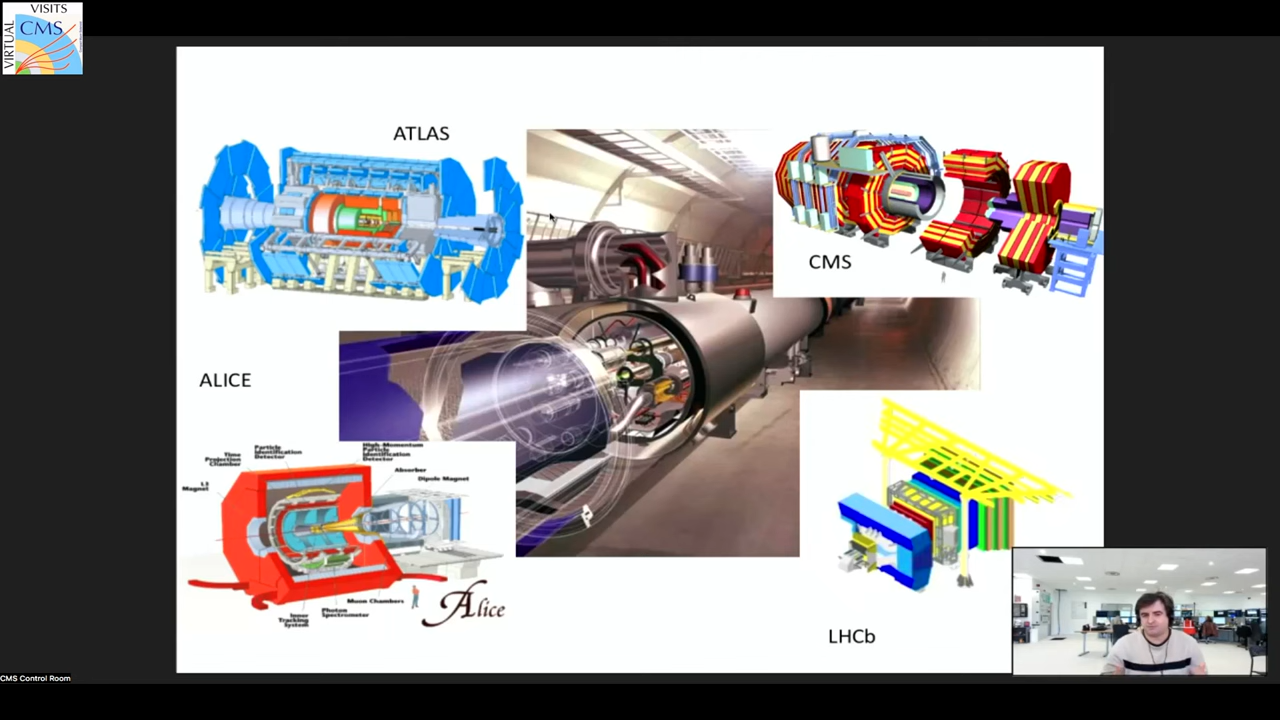 VISITS
VIRTUAL
CMS
ATLAS
CMS
ALICE
LHCb
Time
Projection
Chamber
Particle
Identification
Detector
High-Momentum
Particle
Identification
Detector
Absorber
Dipole Magnet
L3
Magnet
Inner
Tracking
System
Photon
Spectrometer
Muon Chambers
Alice
CMS Control Room